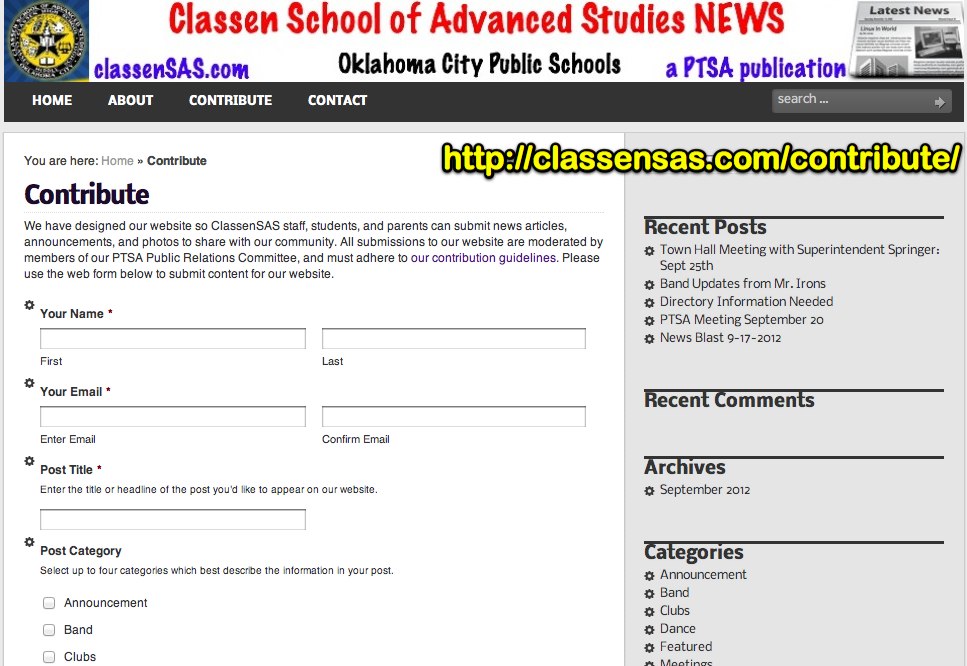 Classen School of Advanced Studies NEWS
classenSAS.com
Oklahoma City Public Schools
a PTSA publication
Latest News
Linux in World
HOME
ABOUT
CONTRIBUTE
CONTACT
search ...
You are here: Home » Contribute
http://classensas.com/contribute/
Contribute
We have designed our website so ClassenSAS staff, students, and parents can submit news articles,
announcements, and photos to share with our community. All submissions to our website are moderated by
members of our PTSA Public Relations Committee, and must adhere to our contribution guidelines. Please
use the web form below to submit content for our website.
Your Name *
First
Last
Your Email *
Enter Email
Confirm Email
Post Title *
Enter the title or headline of the post you'd like to appear on our website.
Post Category
Select up to four categories which best describe the information in your post.
Announcement
Band
Clubs
Recent Posts
Town Hall Meeting with Superintendent Springer:
Sept 25th
Band Updates from Mr. Irons
Directory Information Needed
PTSA Meeting September 20
News Blast 9-17-2012
Recent Comments
Archives
September 2012
Categories
Announcement
Band
Clubs
Dance
Featured
Meetings